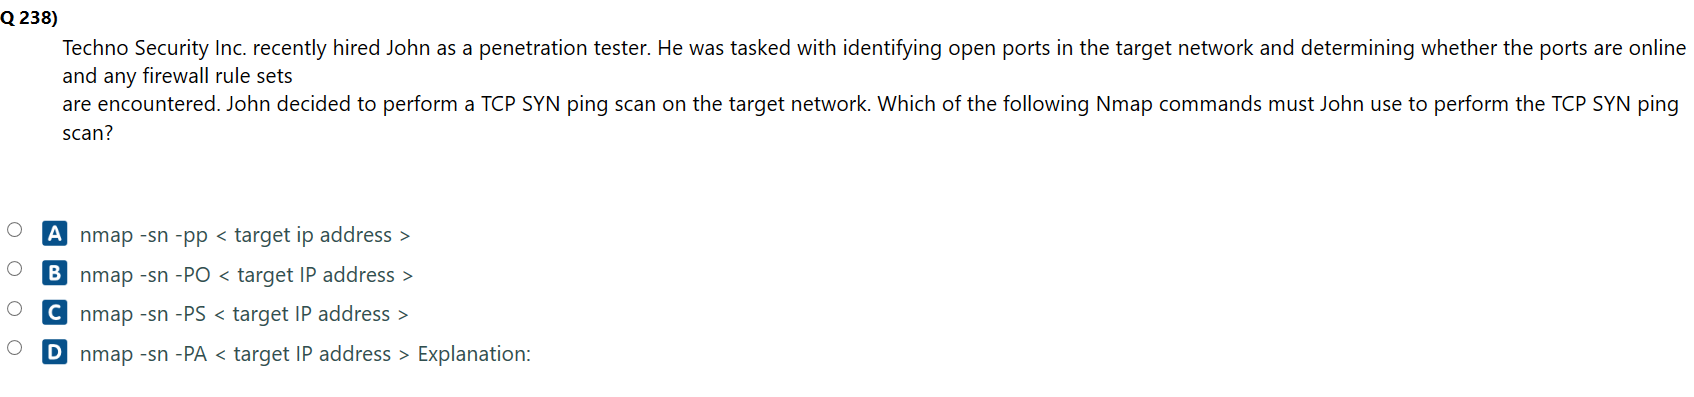 Q 238)
Techno Security Inc. recently hired John as a penetration tester. He was tasked with identifying open ports in the target network and determining whether the ports are online
and any firewall rule sets
are encountered. John decided to perform a TCP SYN ping scan on the target network. Which of the following Nmap commands must John use to perform the TCP SYN ping
scan?
A nmap -sn -pp < target ip address >
B nmap -sn -PO < target IP address >
C nmap -sn -PS < target IP address >
D nmap -sn -PA < target IP address > Explanation: